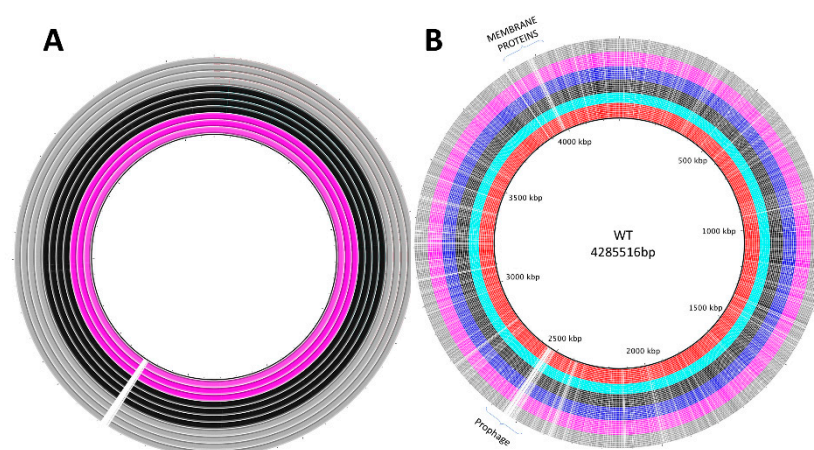 A
B
MEMBRANE
PROTEINS
4000 kbp
500 kbp
3500 kbp
WT
4285516bp
1000 kbp
3000 kbp
1500 kbp
2500 kbp
2000 kbp
Prophage